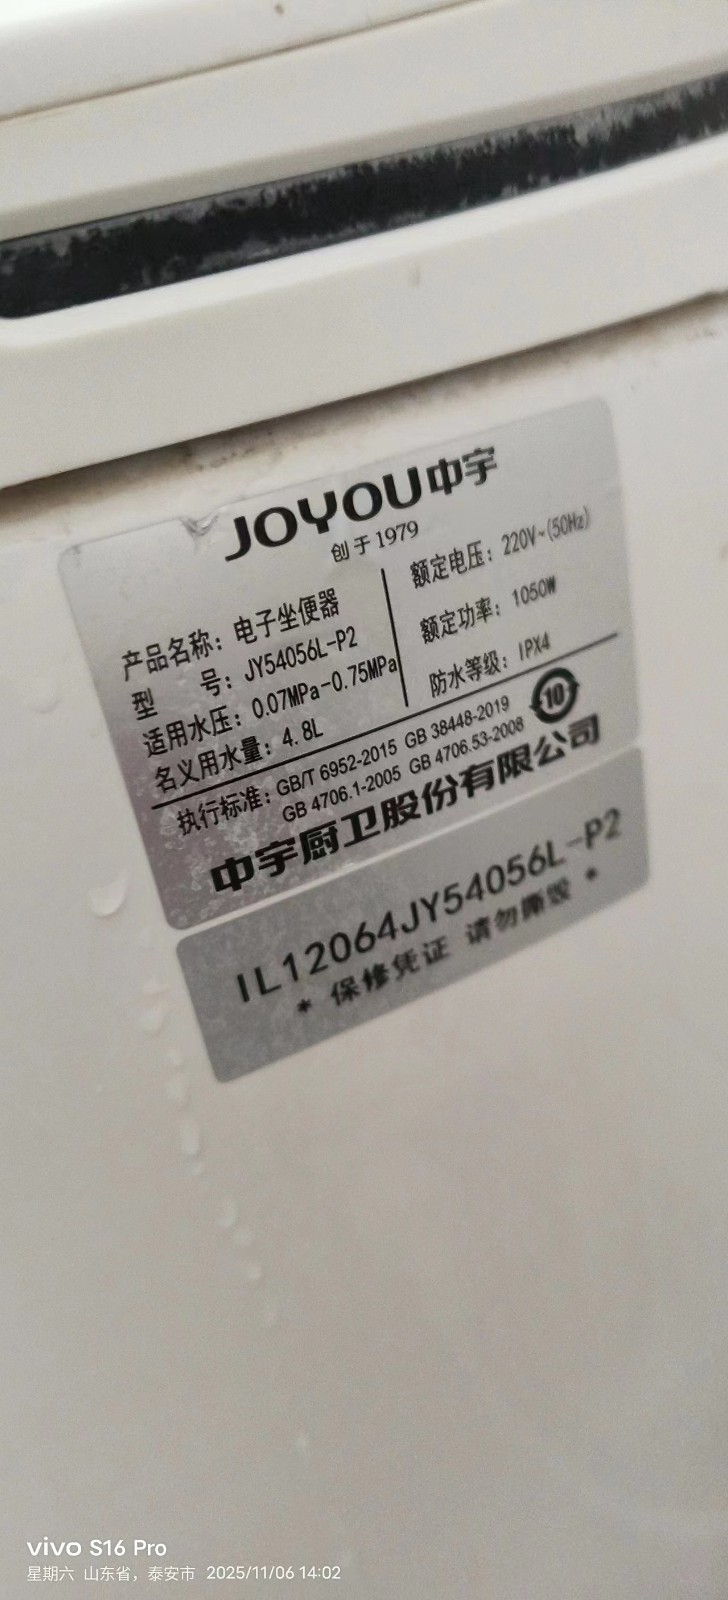 JOYOU中宇
创于1979
产品名称：电子坐便器
型 号：JY54056L-P2
适用水压：0.07MPa-0.75MPa
名义用水量：4.8L
额定电压：220V~(50Hz)
额定功率：1050W
防水等级：IPX4
执行标准：GB/T 6952-2015 GB 38448-2019
GB 4706.1-2005 GB 4706.53-2008
10
中宇厨卫股份有限公司
IL12064JY54056L-P2
* 保修凭证 请勿撕毁 *
vivo S16 Pro
星期六 山东省，泰安市 2025/11/06 14:02